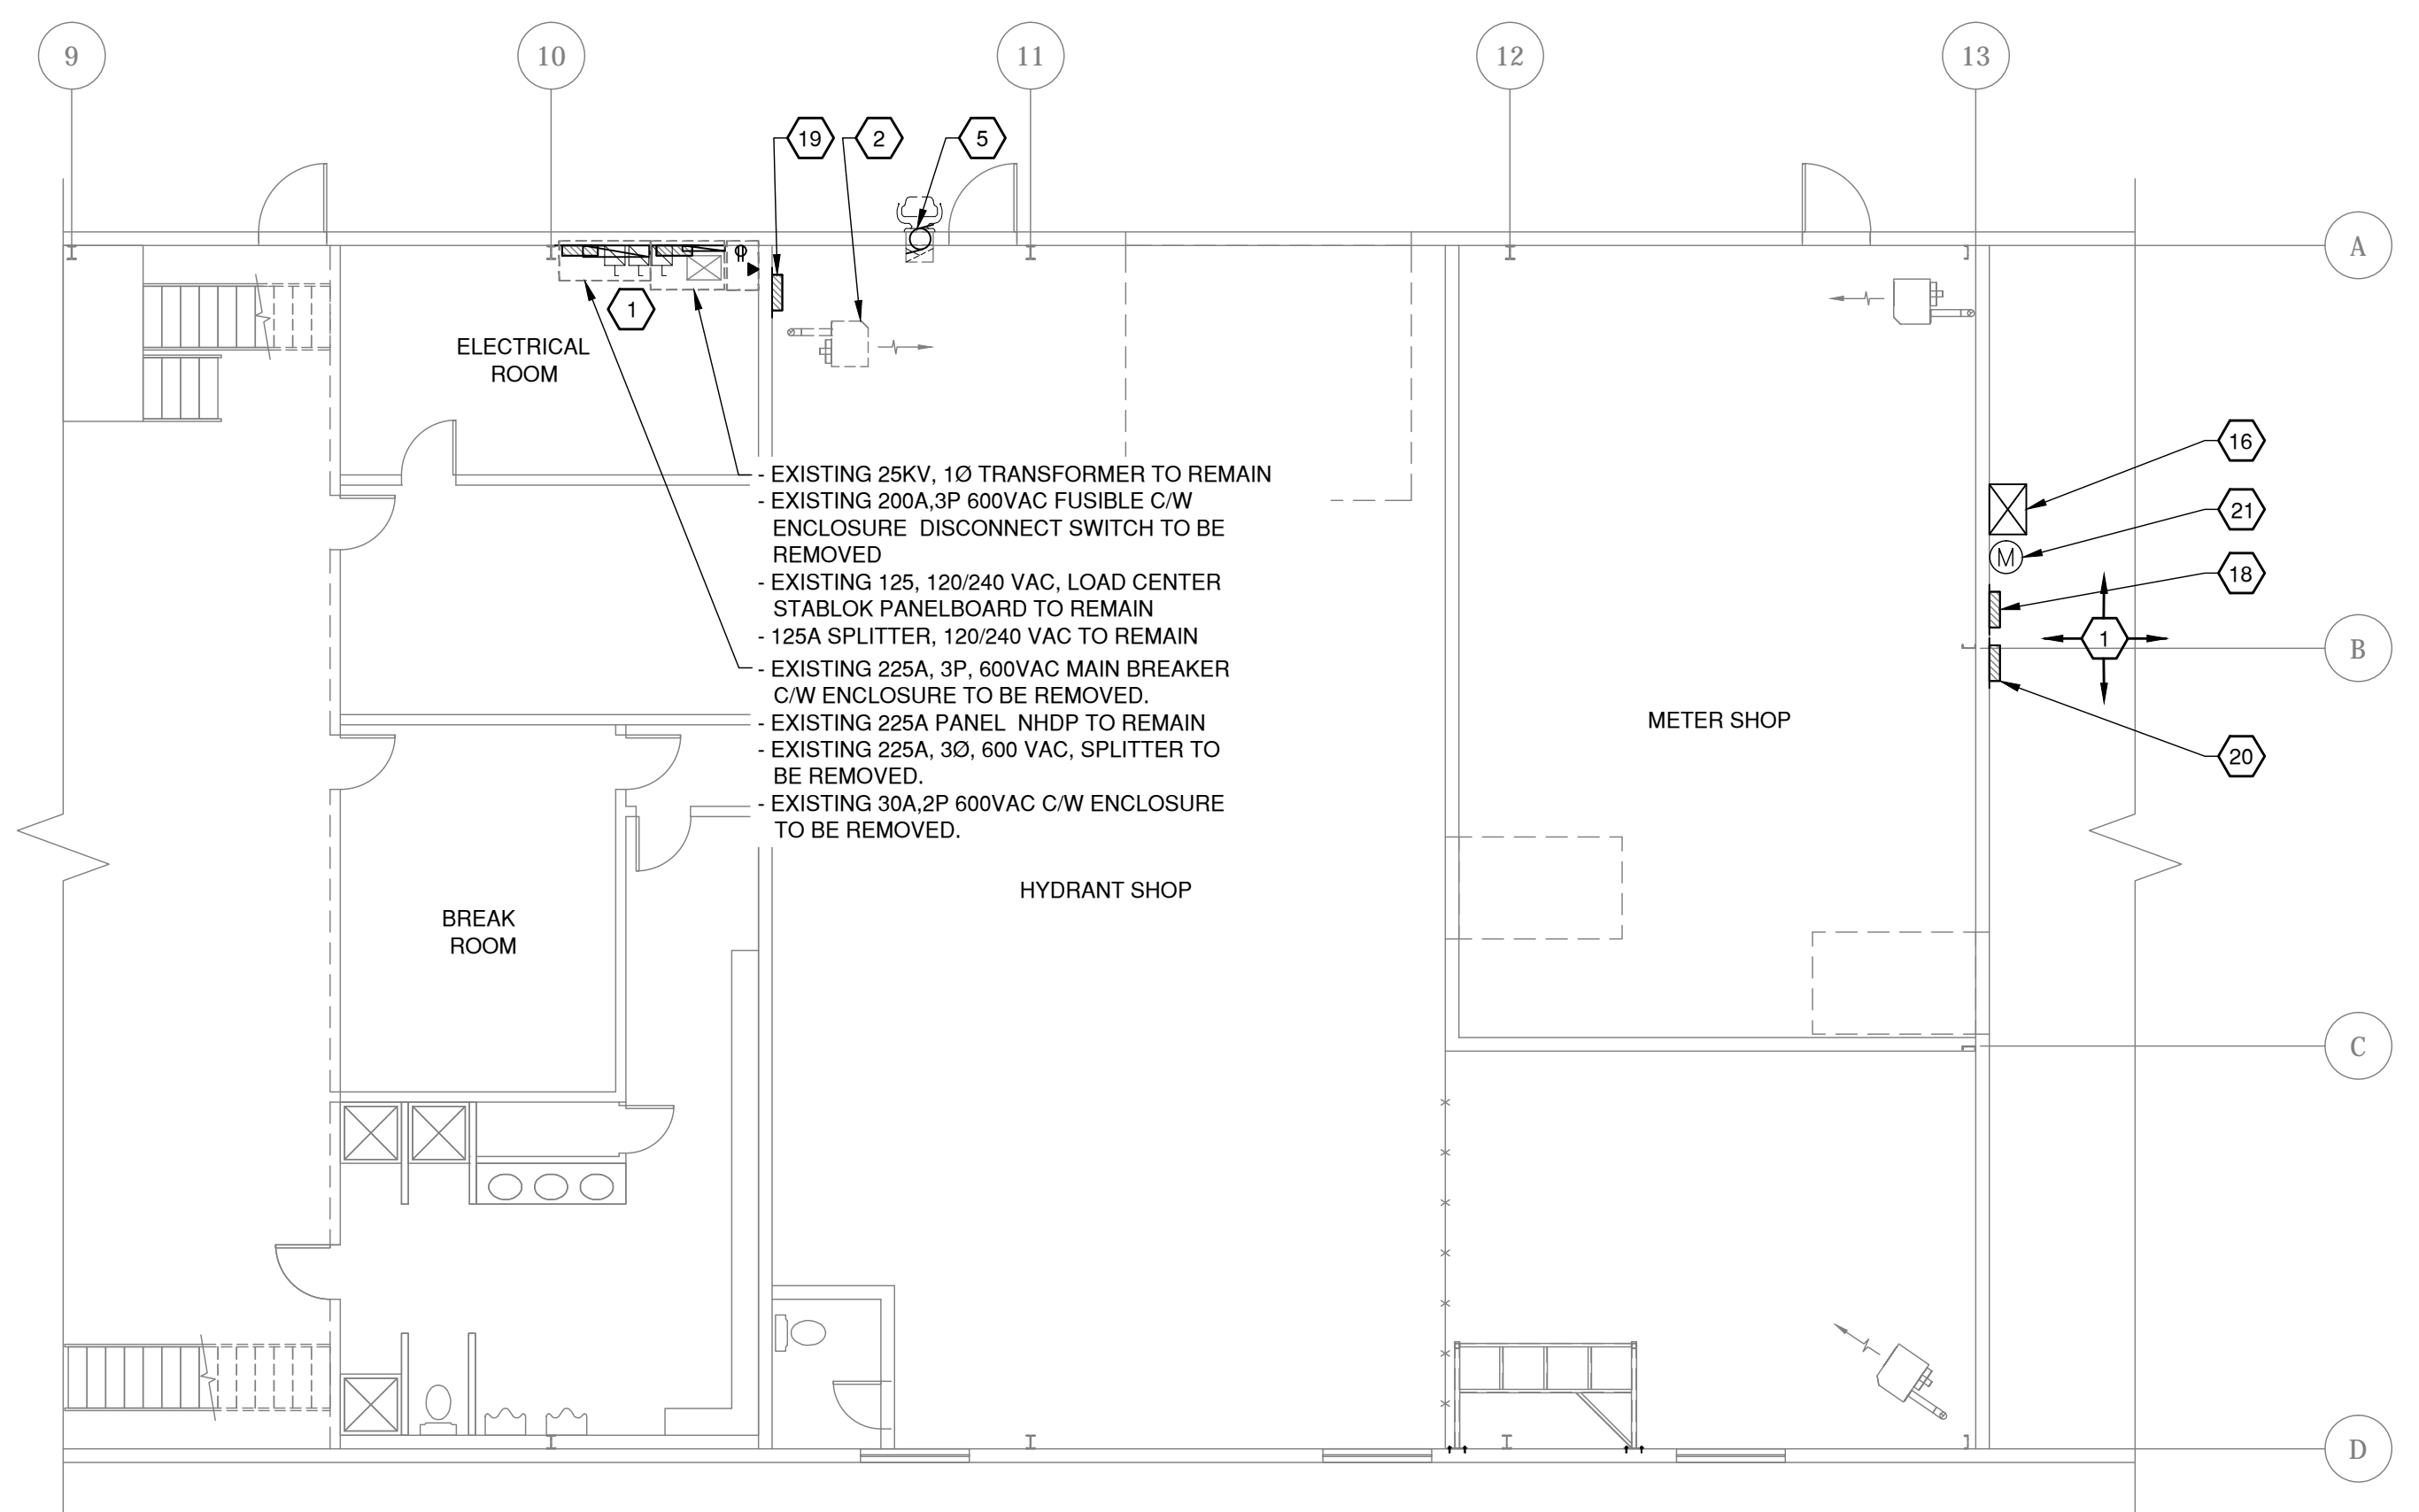 9
10
11
12
13
19
2
5
A
1
ELECTRICAL
ROOM
16
- EXISTING 25KV, 1Ø TRANSFORMER TO REMAIN
- EXISTING 200A,3P 600VAC FUSIBLE C/W
ENCLOSURE DISCONNECT SWITCH TO BE
REMOVED
- EXISTING 125, 120/240 VAC, LOAD CENTER
STABLOK PANELBOARD TO REMAIN
- 125A SPLITTER, 120/240 VAC TO REMAIN
- EXISTING 225A, 3P, 600VAC MAIN BREAKER
C/W ENCLOSURE TO BE REMOVED.
- EXISTING 225A PANEL NHDP TO REMAIN
- EXISTING 225A, 3Ø, 600 VAC, SPLITTER TO
BE REMOVED.
- EXISTING 30A,2P 600VAC C/W ENCLOSURE
TO BE REMOVED.
21
M
18
1
B
METER SHOP
20
HYDRANT SHOP
BREAK
ROOM
C
D